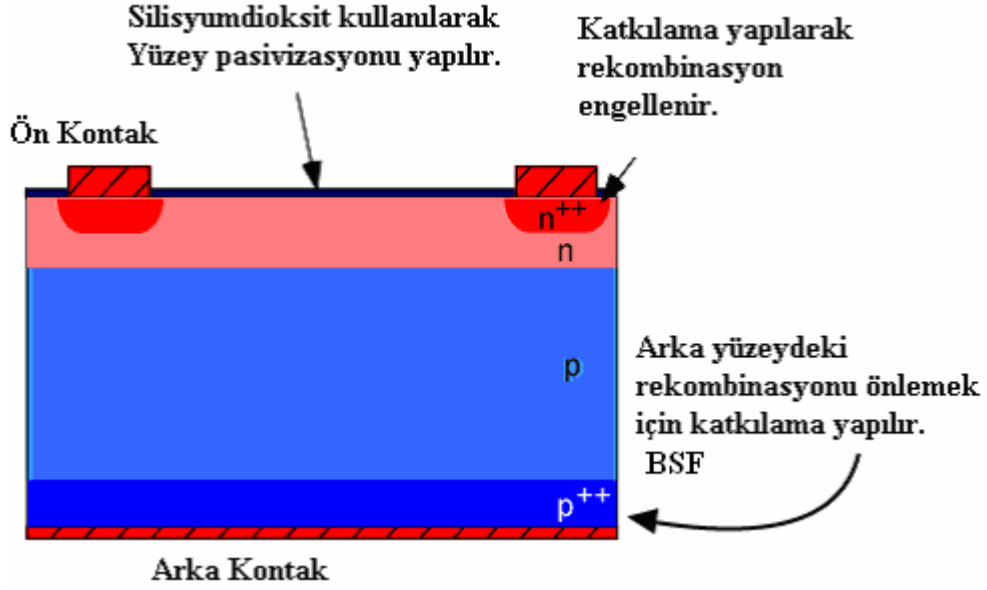 Silisyumdioksit kullanılarak
Yüzey pasivizasyonu yapılır.
Katkılama yapılarak
rekombinasyon
engellenir.
Ön Kontak
n++
n
p
Arka yüzeydeki
rekombinasyonu önlemek
için katkılama yapılır.
BSF
p++
Arka Kontak